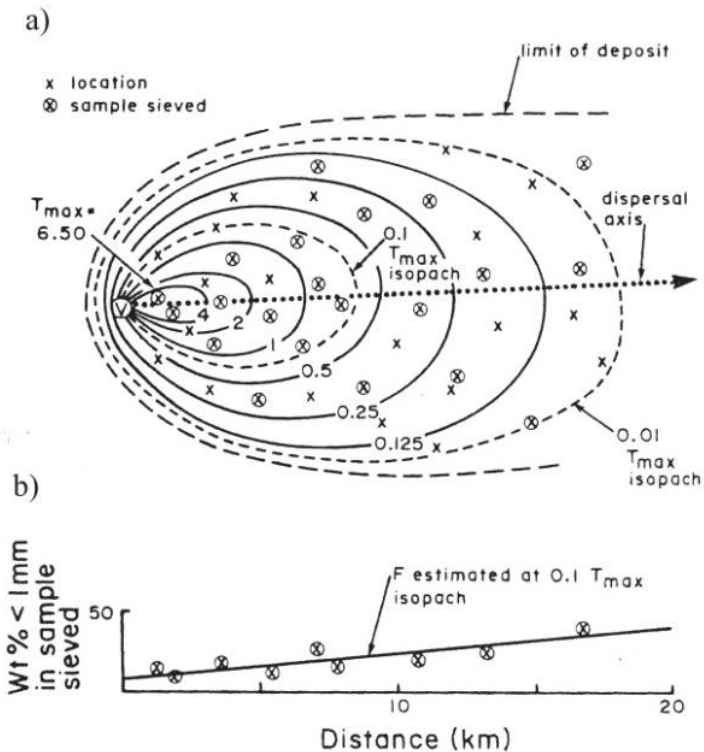 a)
limit of deposit
x location
⊗ sample sieved
dispersal
axis
Tmax=
6.50
0.1
Tmax
isopach
V
4
2
1
0.5
0.25
0.125
0.01
Tmax
isopach
b)
F estimated at 0.1 Tmax
isopach
Wt% < 1mm
in sample
sieved
50
10
20
Distance (km)